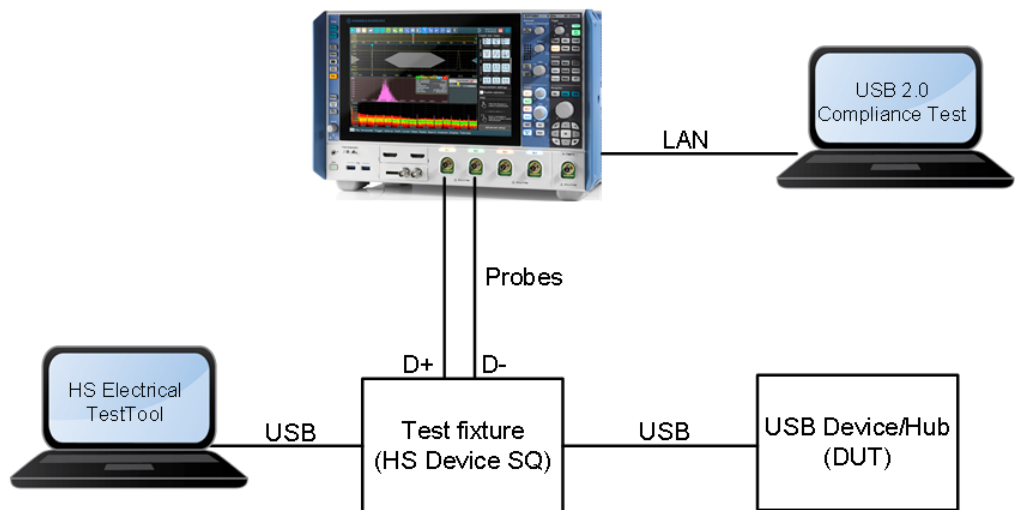 USB 2.0
Compliance Test
LAN
Probes
D+ D-
HS Electrical
TestTool
USB
Test fixture
(HS Device SQ)
USB
USB Device/Hub
(DUT)